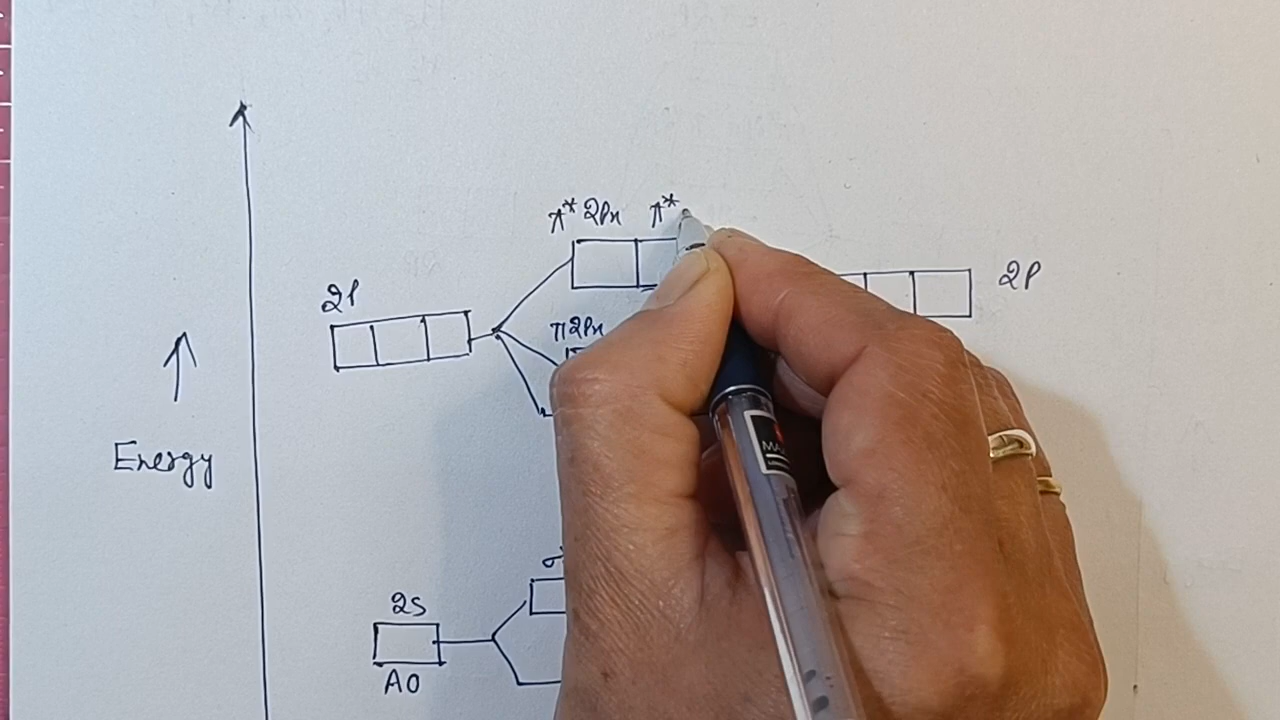 π* 2Px π*
2P
2P
π2Px
Energy
2S
AO